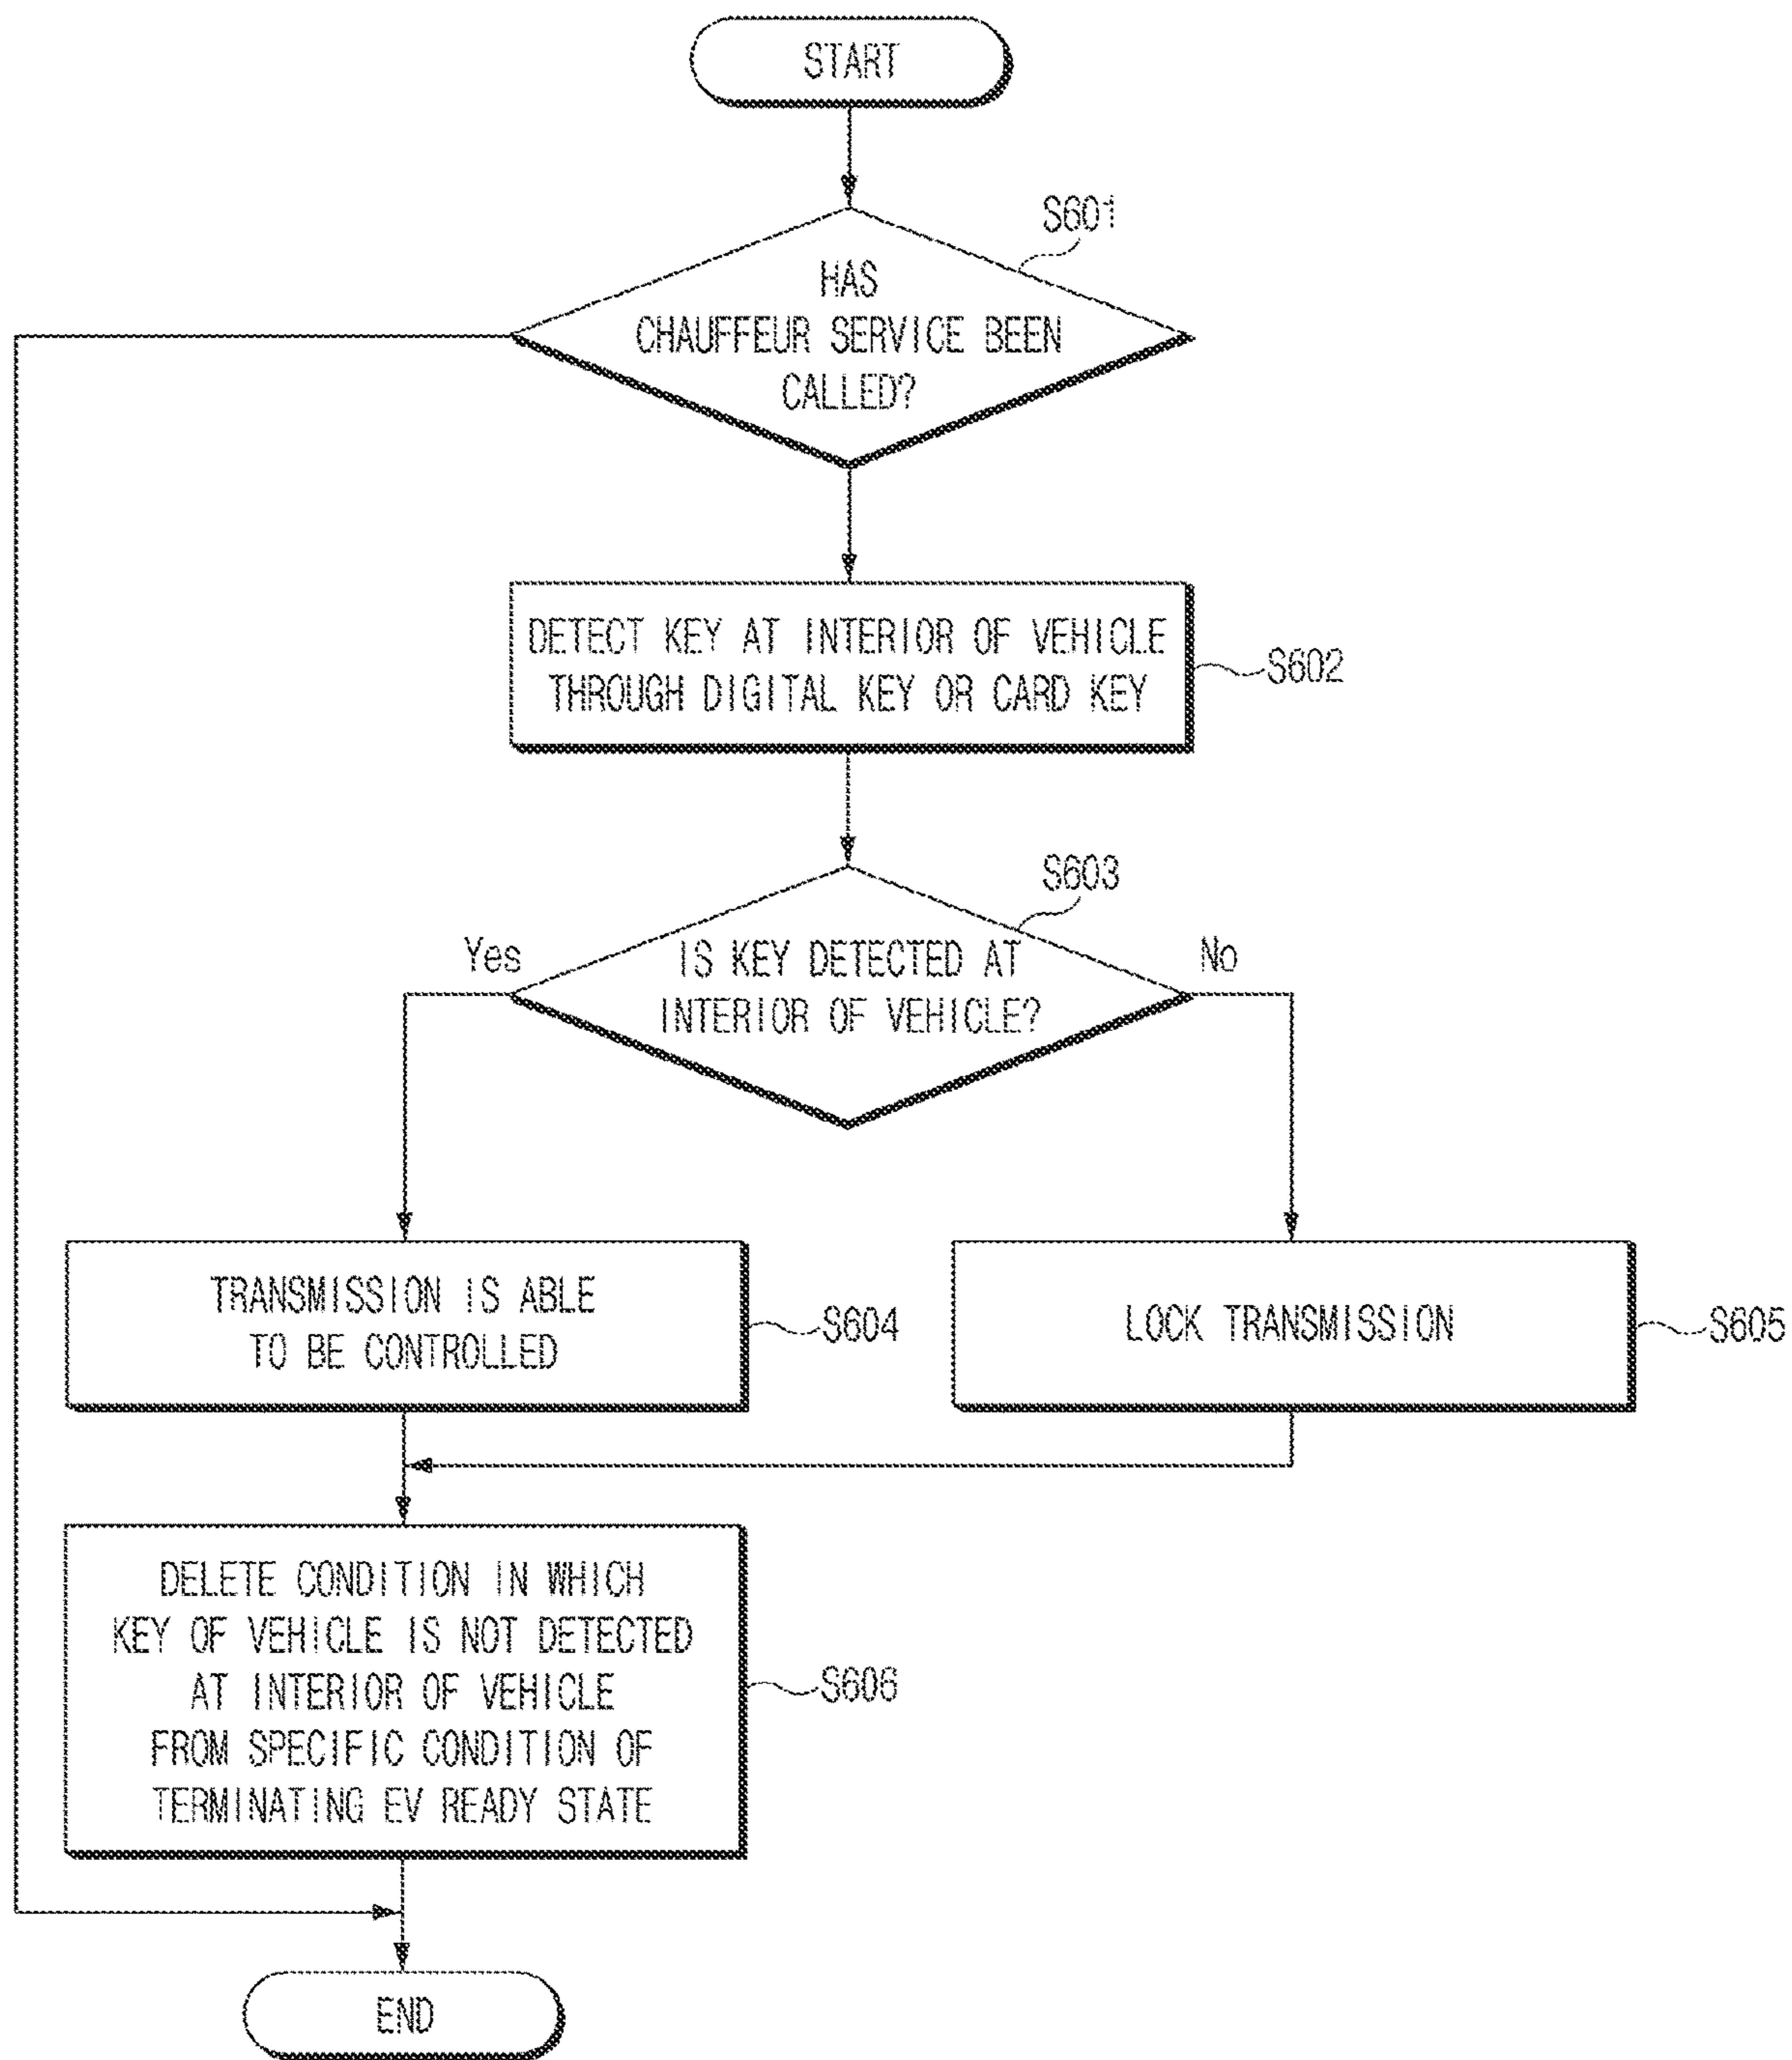 START
S601
HAS
CHAUFFEUR SERVICE BEEN
CALLED?
DETECT KEY AT INTERIOR OF VEHICLE
THROUGH DIGITAL KEY OR CARD KEY
S602
S603
Yes
IS KEY DETECTED AT
INTERIOR OF VEHICLE?
No
TRANSMISSION IS ABLE
TO BE CONTROLLED
S604
LOCK TRANSMISSION
S605
DELETE CONDITION IN WHICH
KEY OF VEHICLE IS NOT DETECTED
AT INTERIOR OF VEHICLE
FROM SPECIFIC CONDITION OF
TERMINATING EV READY STATE
S606
END